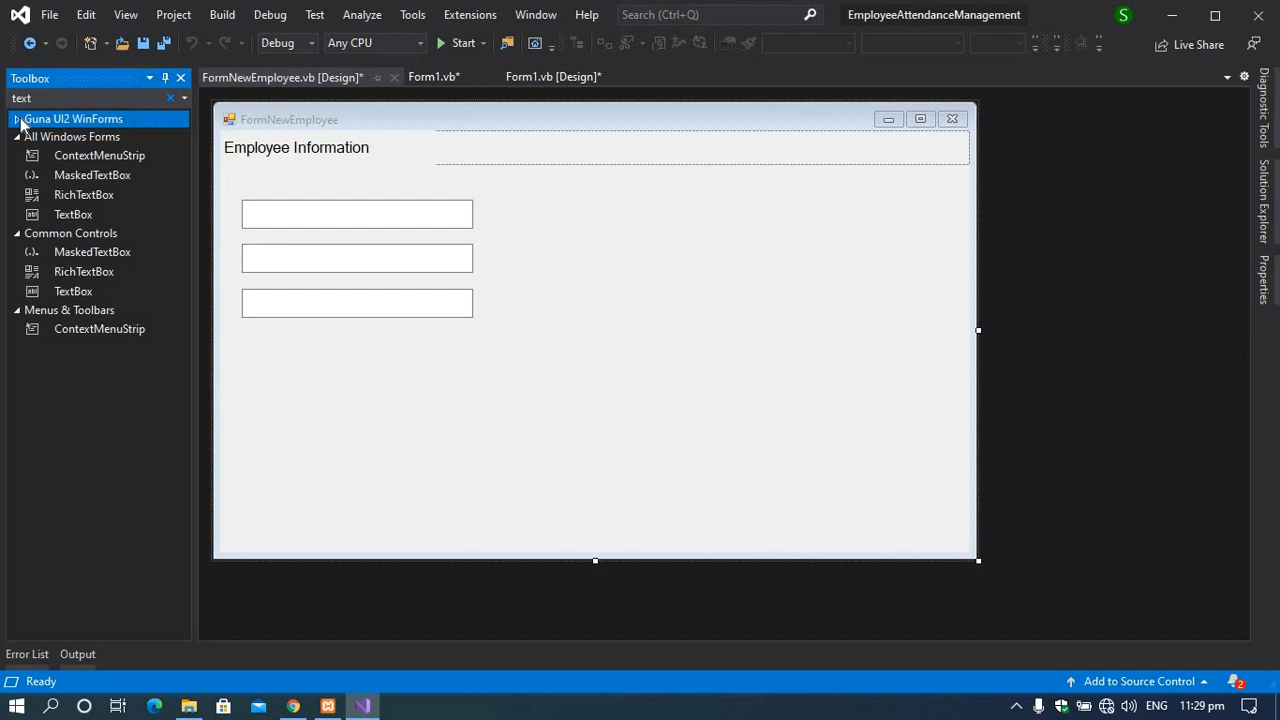 File Edit View Project Build Debug Test Analyze Tools Extensions Window Help Search (Ctrl+Q) EmployeeAttendanceManagement S
Debug Any CPU Start Live Share
Toolbox
text
Guna UI2 WinForms
All Windows Forms
ContextMenuStrip
MaskedTextBox
RichTextBox
TextBox
Common Controls
MaskedTextBox
RichTextBox
TextBox
Menus & Toolbars
ContextMenuStrip
FormNewEmployee.vb [Design]* Form1.vb* Form1.vb [Design]*
FormNewEmployee
Employee Information
Diagnostic Tools
Solution Explorer
Properties
Error List Output
Ready Add to Source Control 2
ENG 11:29 pm